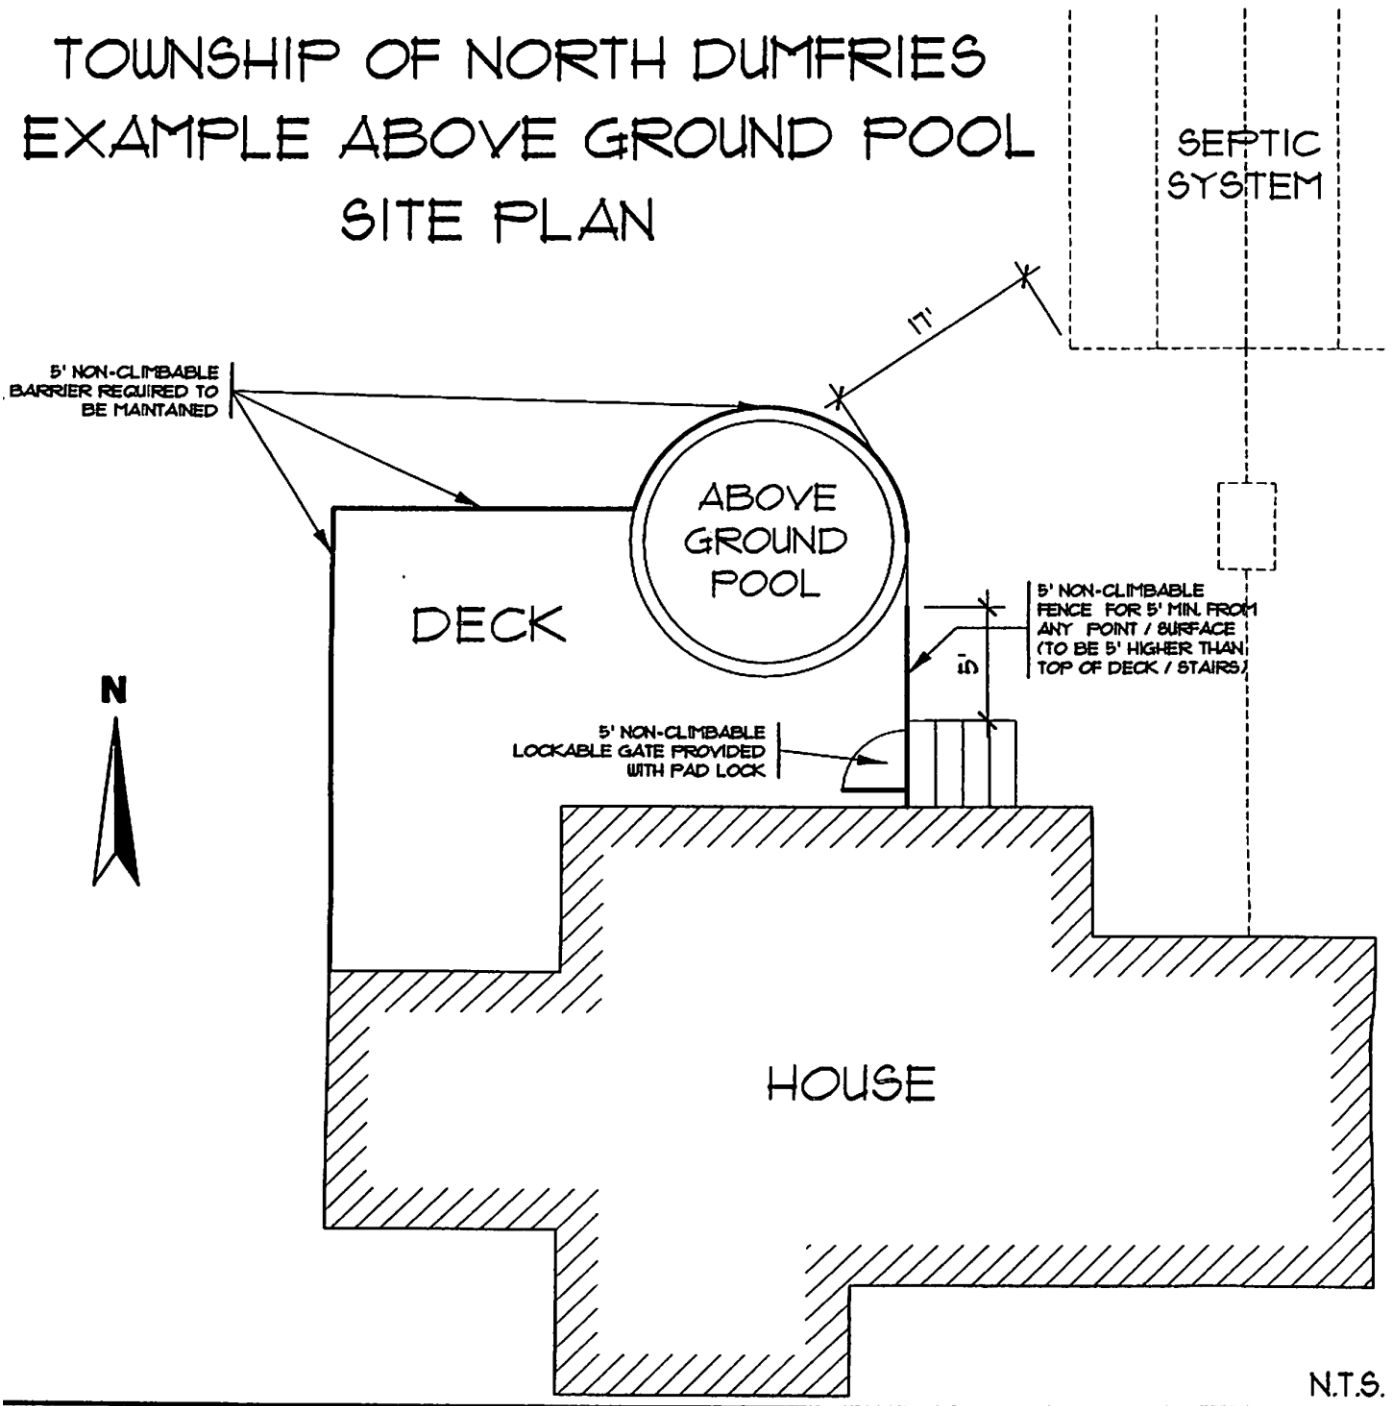 TOWNSHIP OF NORTH DUMFRIES
EXAMPLE ABOVE GROUND POOL
SITE PLAN
SEPTIC
SYSTEM
17'
5' NON-CLIMBABLE
BARRIER REQUIRED TO
BE MAINTAINED
ABOVE
GROUND
POOL
DECK
5' NON-CLIMBABLE
FENCE FOR 5' MIN. FROM
ANY POINT / SURFACE
(TO BE 5' HIGHER THAN
TOP OF DECK / STAIRS)
5'
N
5' NON-CLIMBABLE
LOCKABLE GATE PROVIDED
WITH PAD LOCK
HOUSE
N.T.S.